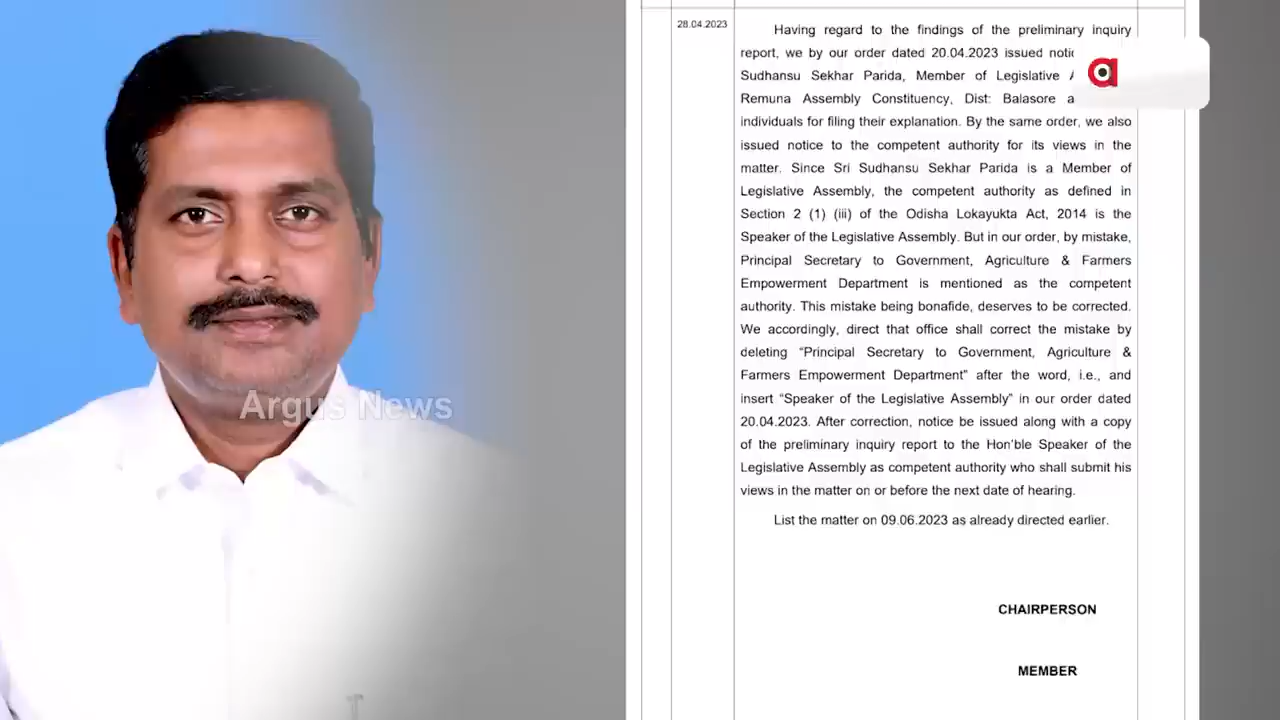 28.04.2023
Having regard to the findings of the preliminary inquiry
report, we by our order dated 20.04.2023 issued
Sudhansu Sekhar Parida, Member of Legislative
Remuna Assembly Constituency, Dist: Balasore
individuals for filing their explanation. By the same order, we also
issued notice to the competent authority for its views in the
matter. Since Sri Sudhansu Sekhar Parida is a Member of
Legislative Assembly, the competent authority as defined in
Section 2 (1) (iii) of the Odisha Lokayukta Act, 2014 is the
Speaker of the Legislative Assembly. But in our order, by mistake,
Principal Secretary to Government, Agriculture & Farmers
Empowerment Department is mentioned as the competent
authority. This mistake being bonafide, deserves to be corrected.
We accordingly, direct that office shall correct the mistake by
deleting “Principal Secretary to Government, Agriculture &
Farmers Empowerment Department” after the word, i.e., and
insert “Speaker of the Legislative Assembly” in our order dated
20.04.2023. After correction, notice be issued along with a copy
of the preliminary inquiry report to the Hon’ble Speaker of the
Legislative Assembly as competent authority who shall submit his
views in the matter on or before the next date of hearing.
List the matter on 09.06.2023 as already directed earlier.
CHAIRPERSON
MEMBER
Argus News